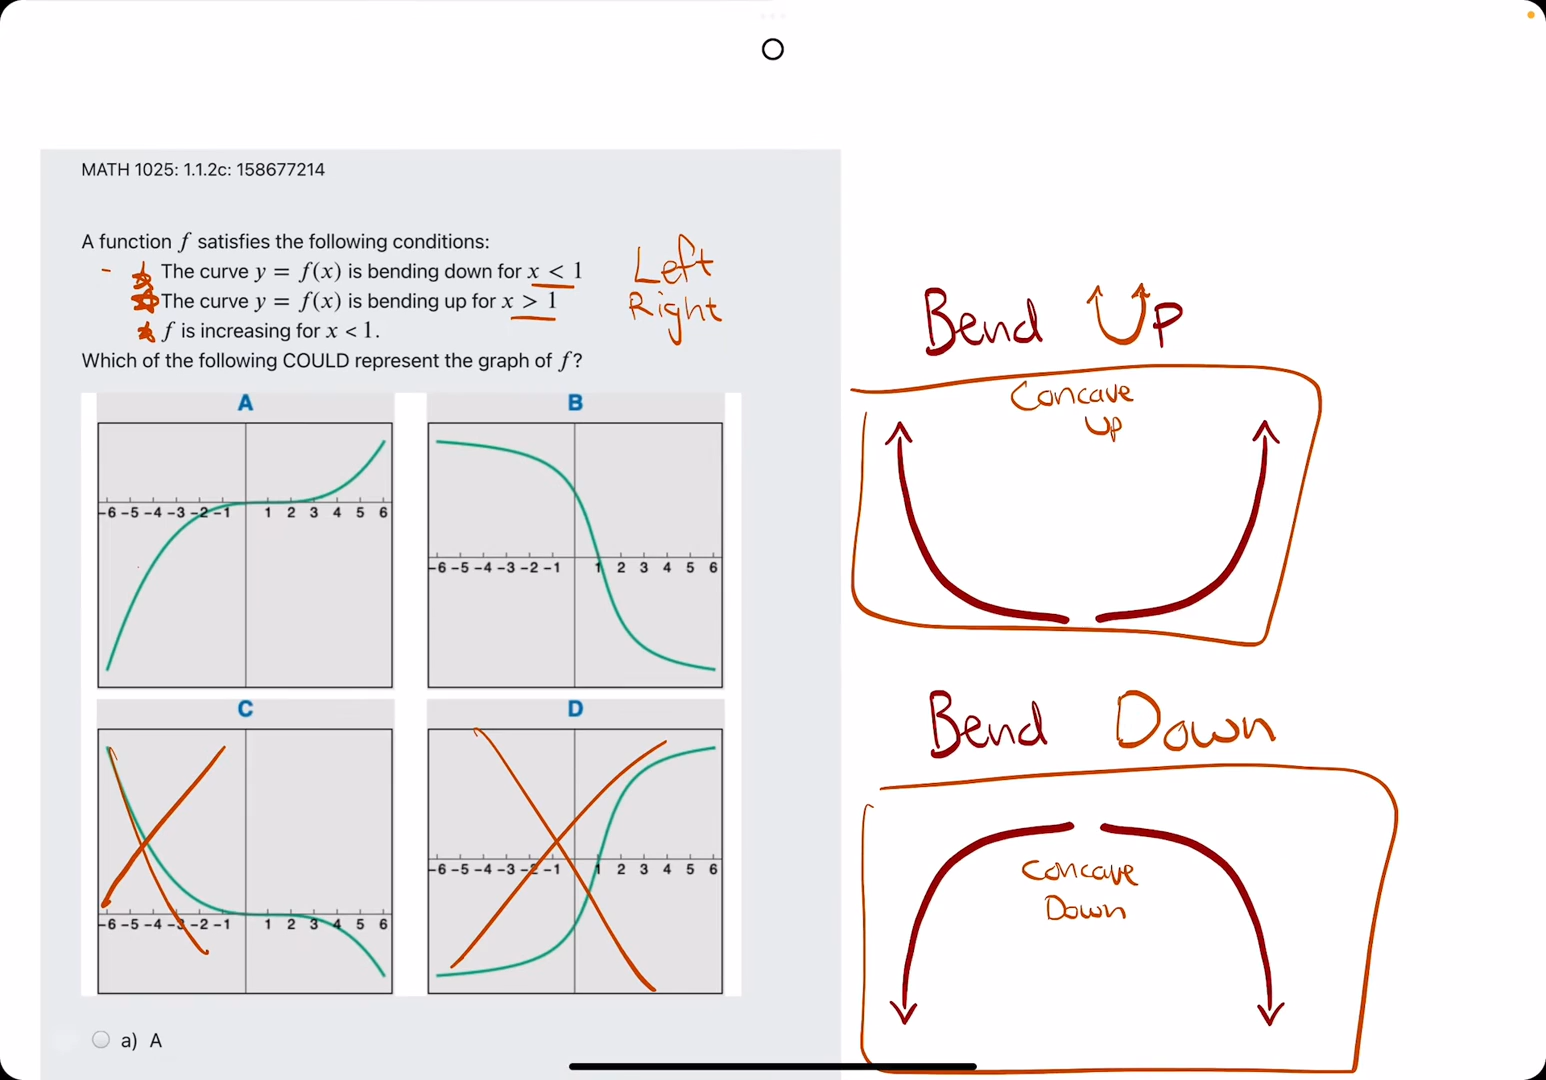 MATH 1025: 1.1.2c: 158677214
A function f satisfies the following conditions:
The curve y = f(x) is bending down for x < 1
Left
The curve y = f(x) is bending up for x > 1
Right
f is increasing for x < 1.
Which of the following COULD represent the graph of f?
A
-6 -5 -4 -3 -2 -1 1 2 3 4 5 6
B
-6 -5 -4 -3 -2 -1 1 2 3 4 5 6
C
-6 -5 -4 -3 -2 -1 1 2 3 4 5 6
D
-6 -5 -4 -3 -2 -1 1 2 3 4 5 6
a) A
Bend Up
Concave
Up
Bend Down
Concave
Down